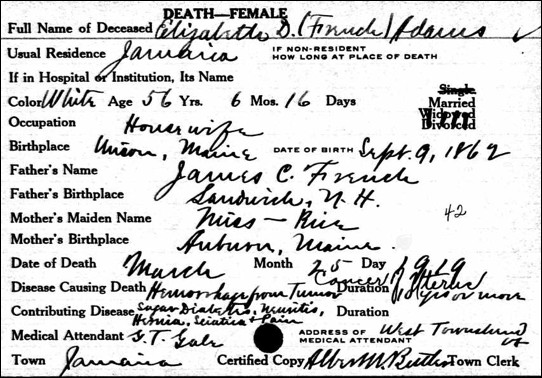 DEATH—FEMALE
Full Name of Deceased Elizabeth D. (French) Adams
Usual Residence Jamaica IF NON-RESIDENT HOW LONG AT PLACE OF DEATH
If in Hospital or Institution, Its Name
Color White Age 56 Yrs. 6 Mos. 16 Days Single Married Widowed Divorced
Occupation Housewife
Birthplace Union, Maine DATE OF BIRTH Sept. 9, 1862
Father's Name James C. French
Father's Birthplace Sandwich, N. H.
Mother's Maiden Name Miss — Rice 42
Mother's Birthplace Auburn, Maine.
Date of Death March Month 25 Day 1919
Disease Causing Death Hemorrhage from Tumor Cancer Uterus Duration yrs or more
Contributing Disease Sugar Diabetis, Neuritis, Duration
Hernia, Sciatica & Pain
Medical Attendant F. T. Gale ADDRESS OF MEDICAL ATTENDANT West Townshend Vt
Town Jamaica Certified Copy Albert M. Butler Town Clerk